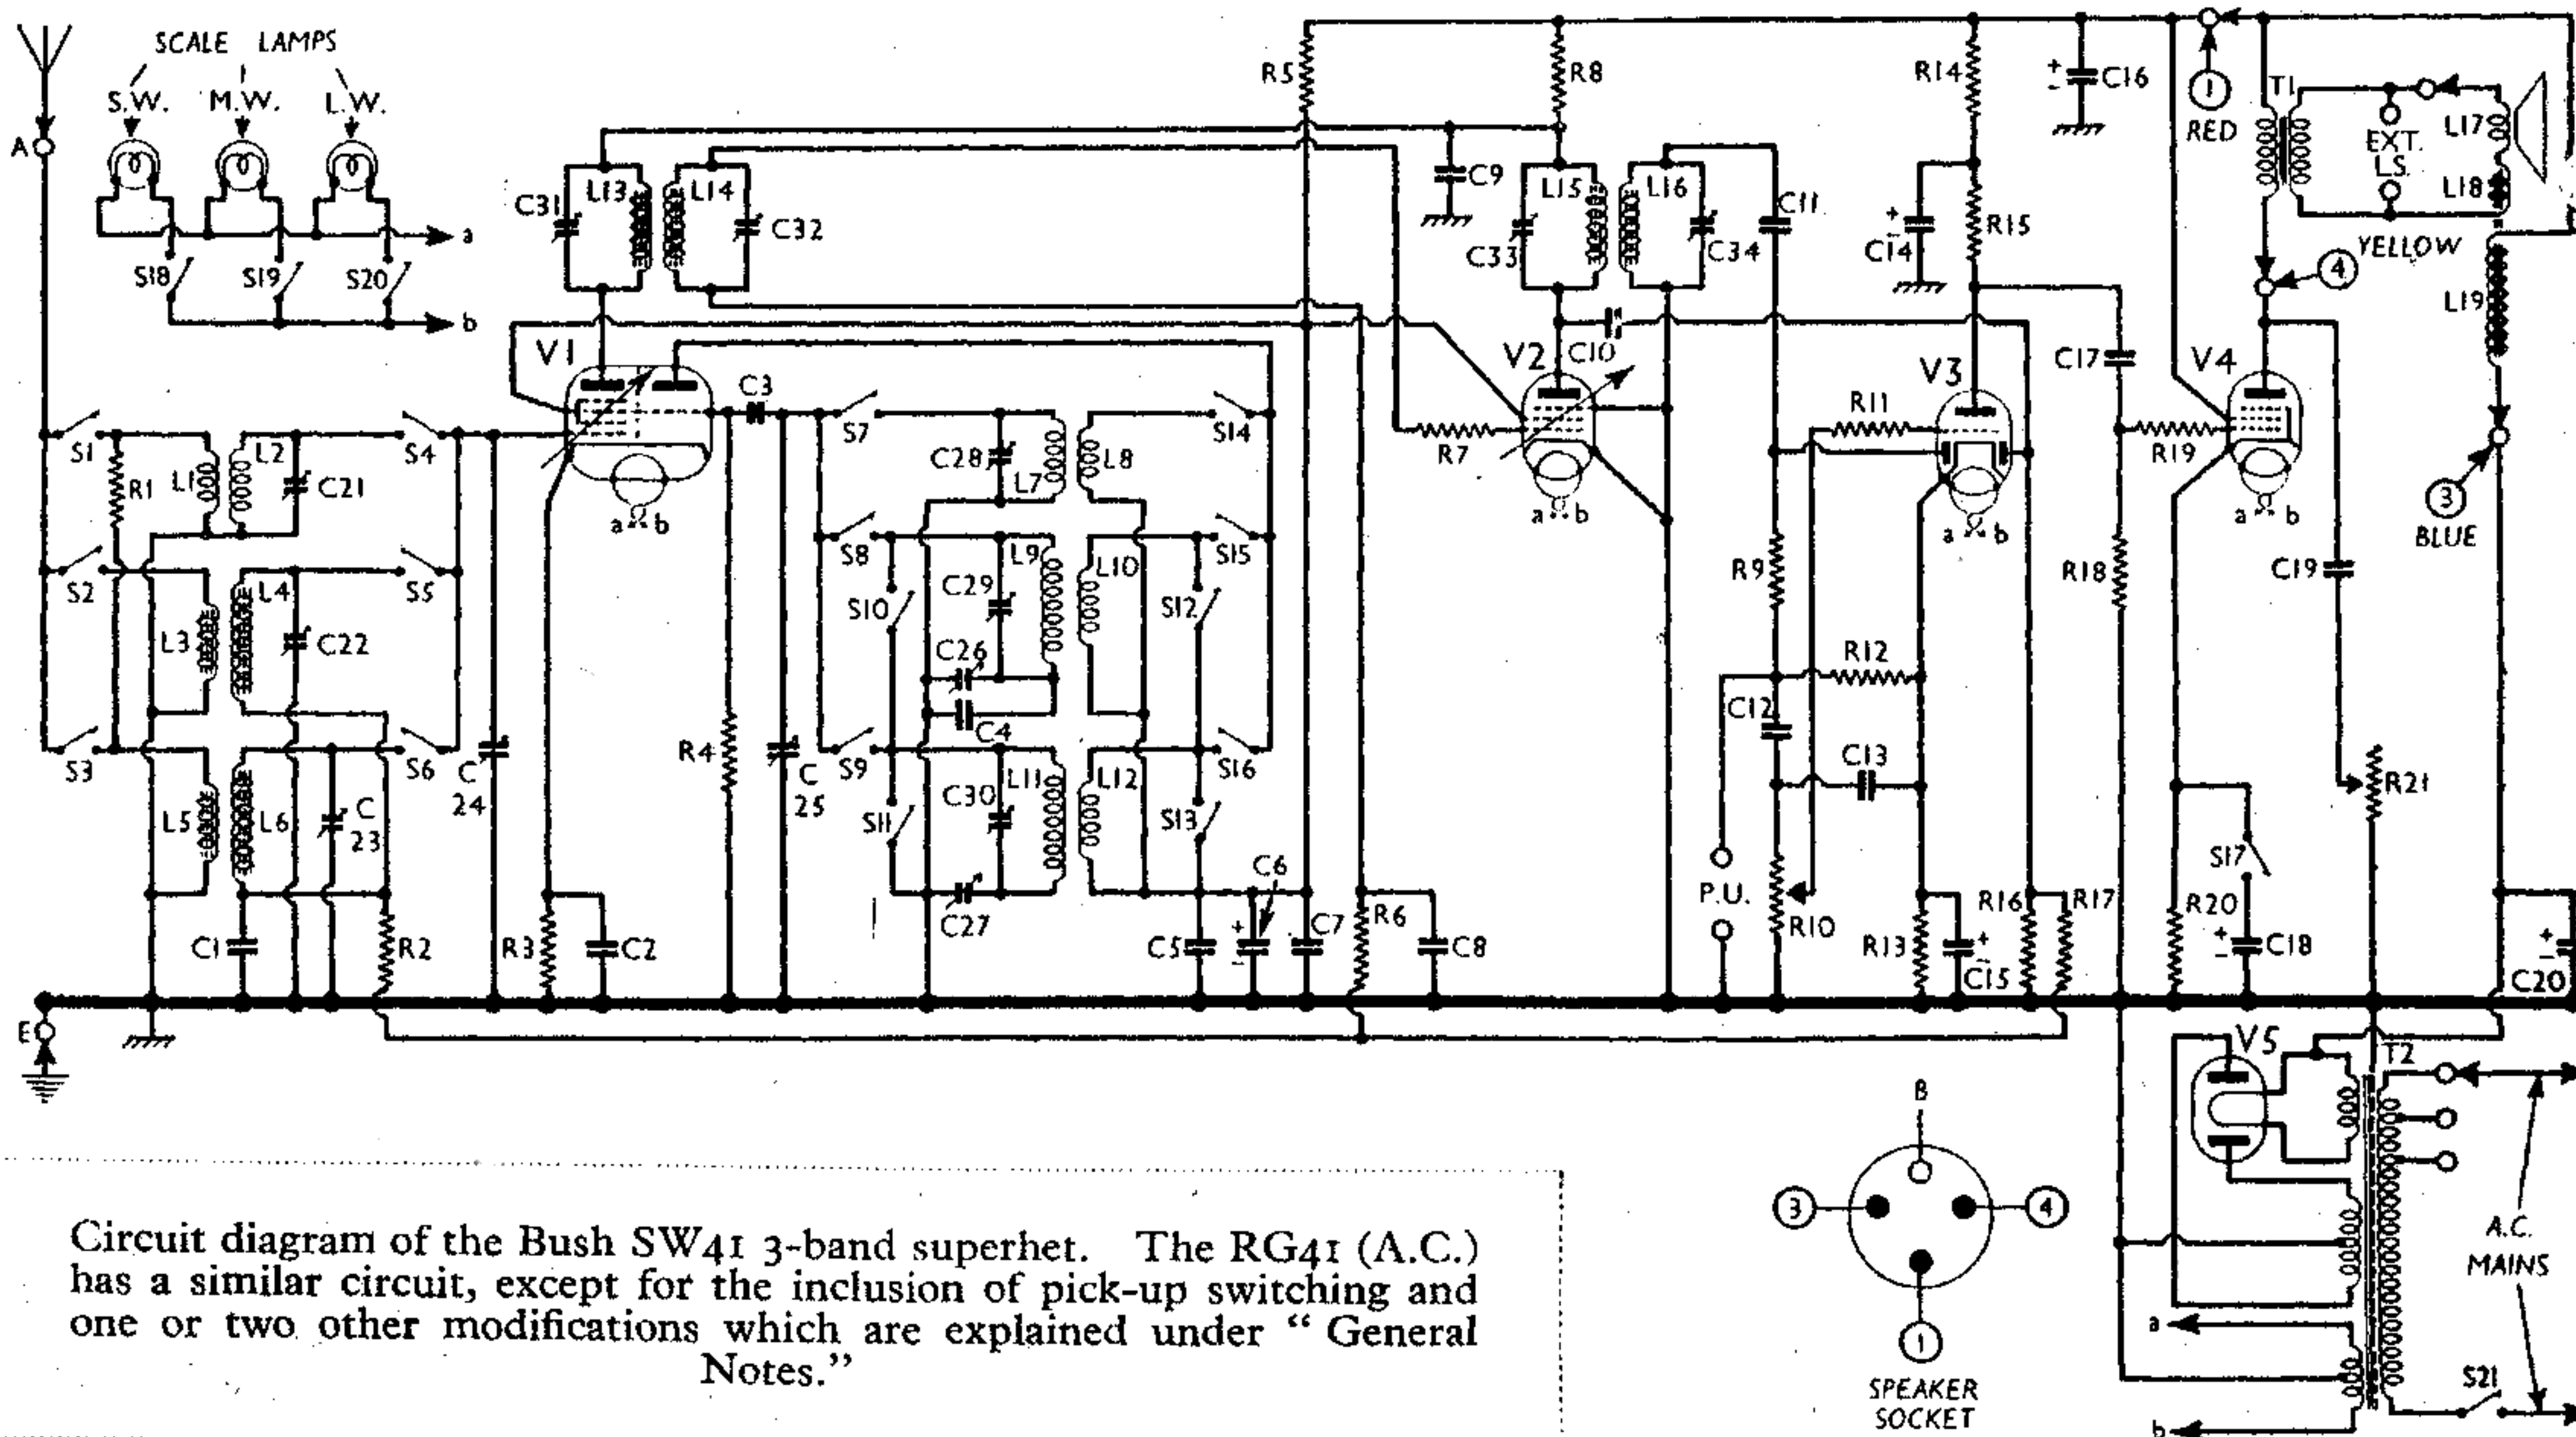 SCALE LAMPS
S.W. M.W. L.W.
A
S18 S19 S20
a
b
C31 L13 L14 C32
R5 R8 C9
L15 L16 C33 C34 C11
R14 C16 C14 R15
1
RED
T1
EXT.
L.S.
L17
L18
YELLOW
4
L19
V1 C3
V2 C10
V3
C17 V4
S1 R1 L1 L2 C21 S4
a b
S7 C28 L7 L8 S14
R7
a b
R11
a b
R19
a b
3
BLUE
S2 L3 L4 C22 S5
S8 S10 C29 L9 L10 S12 S15
C26
C4
R9 R12 R18 C19
S3 L5 L6 C23 S6 C24
R4 C25 S9 S11 C30 L11 L12 S13 S16
C12 C13 R21
C1 R2 R3 C2
C27 C5 + - C6 C7 R6 C8
P.U.
R10 R13 C15 R16 R17
S17 R20 C18 C20
E
V5 T2
B
3 4
1
SPEAKER
SOCKET
A.C.
MAINS
a
S21
b
Circuit diagram of the Bush SW41 3-band superhet. The RG41 (A.C.)
has a similar circuit, except for the inclusion of pick-up switching and
one or two other modifications which are explained under “ General
Notes.”